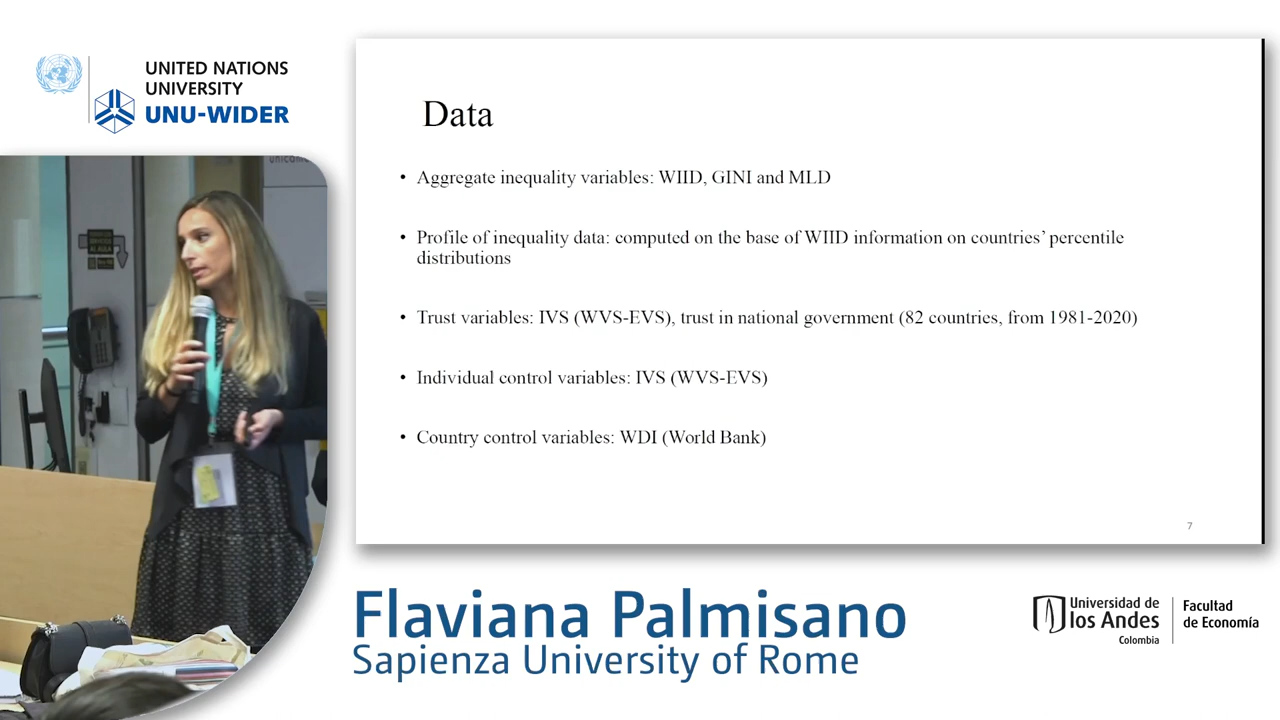 UNITED NATIONS
UNIVERSITY
UNU-WIDER
Data
• Aggregate inequality variables: WIID, GINI and MLD
• Profile of inequality data: computed on the base of WIID information on countries’ percentile
distributions
• Trust variables: IVS (WVS-EVS), trust in national government (82 countries, from 1981-2020)
• Individual control variables: IVS (WVS-EVS)
• Country control variables: WDI (World Bank)
7
Flaviana Palmisano
Sapienza University of Rome
Universidad de
los Andes
Colombia
Facultad
de Economía